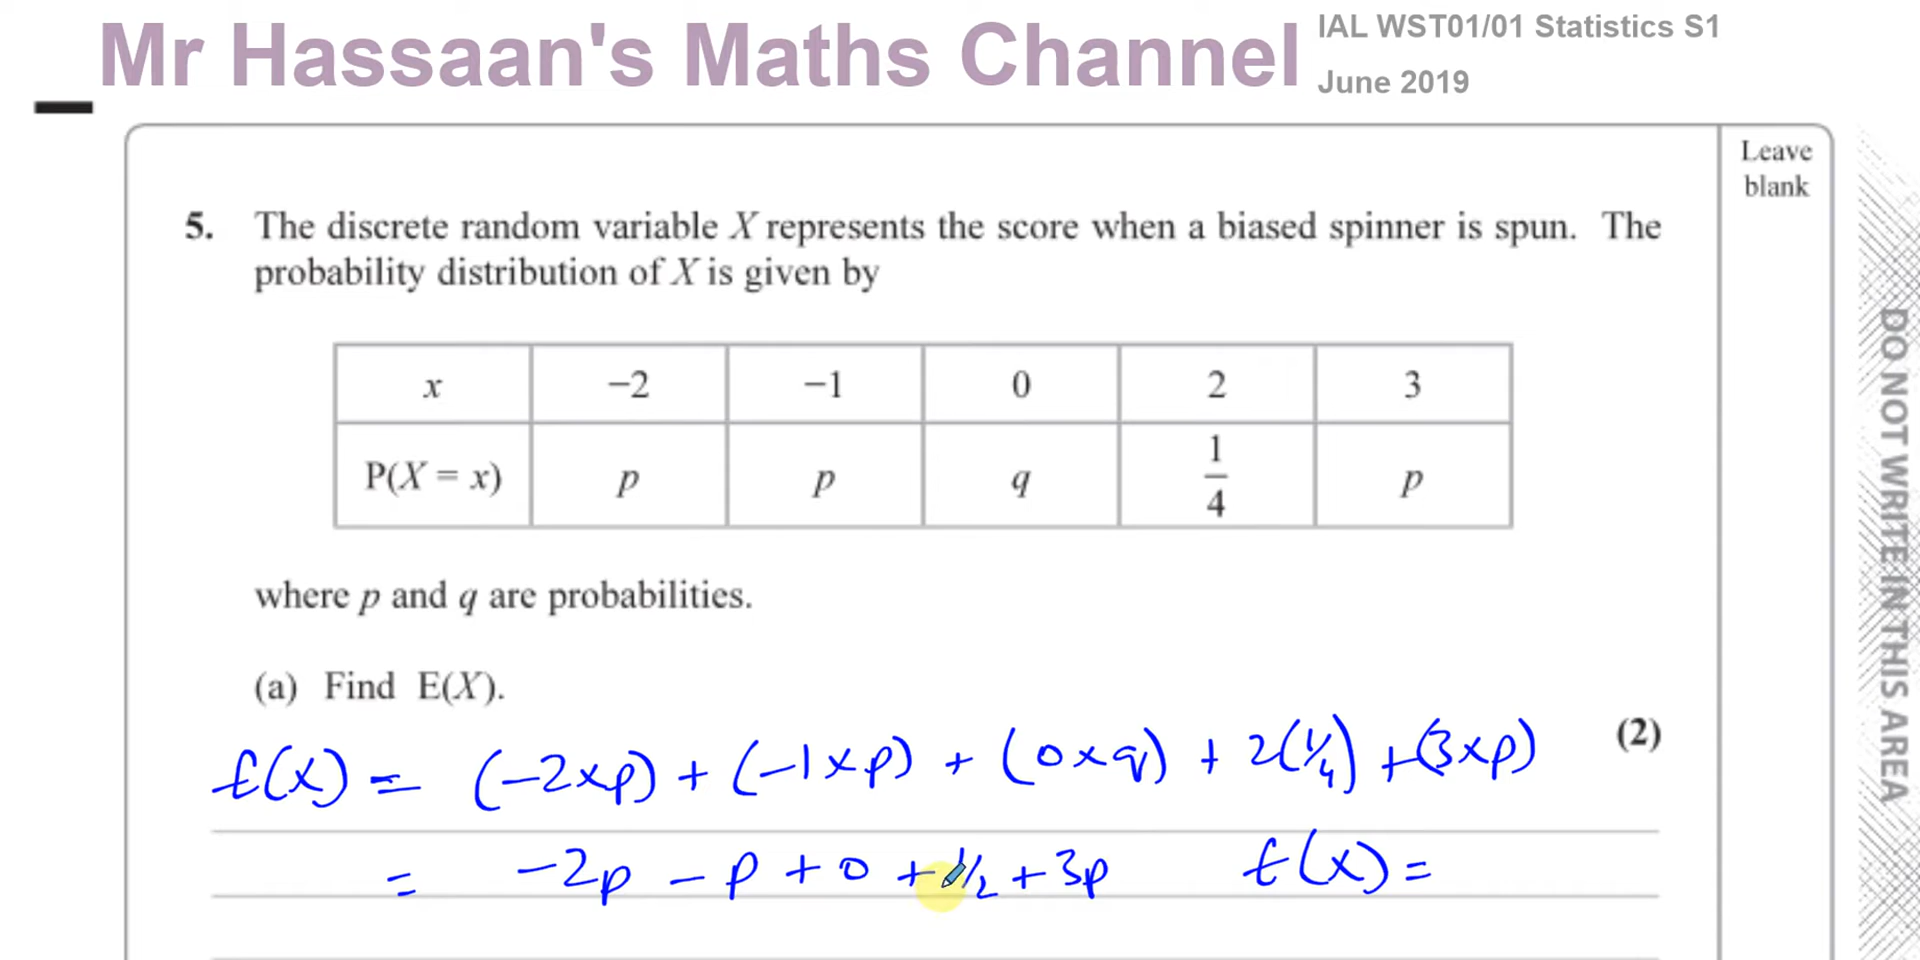 Mr Hassaan's Maths Channel
IAL WST01/01 Statistics S1
June 2019
Leave
blank
5. The discrete random variable X represents the score when a biased spinner is spun. The
probability distribution of X is given by
x −2 −1 0 2 3
P(X = x) p p q 1/4 p
where p and q are probabilities.
(a) Find E(X).
(2)
E(X) = (-2×p) + (-1×p) + (0×q) + 2(1/4) + (3×p)
= -2p - p + 0 + 1/2 + 3p E(X) =
DO NOT WRITE IN THIS AREA